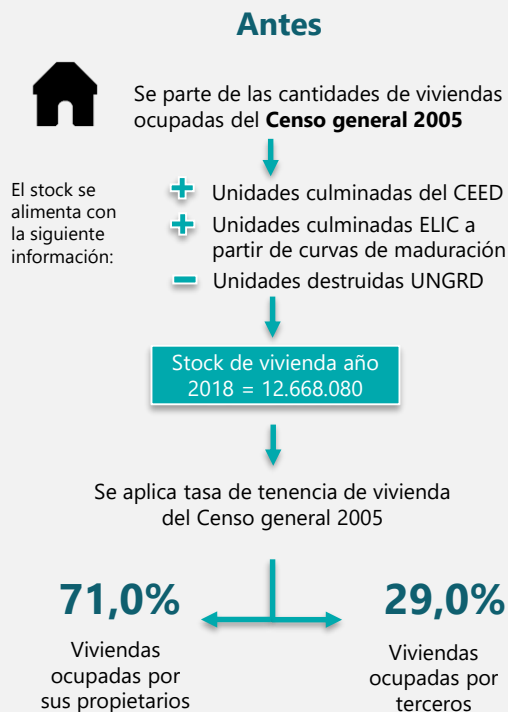 Antes
Se parte de las cantidades de viviendas
ocupadas del Censo general 2005
El stock se
alimenta con
la siguiente
información:
+ Unidades culminadas del CEED
+ Unidades culminadas ELIC a
partir de curvas de maduración
− Unidades destruidas UNGRD
Stock de vivienda año
2018 = 12.668.080
Se aplica tasa de tenencia de vivienda
del Censo general 2005
71,0%
Viviendas
ocupadas por
sus propietarios
29,0%
Viviendas
ocupadas por
terceros